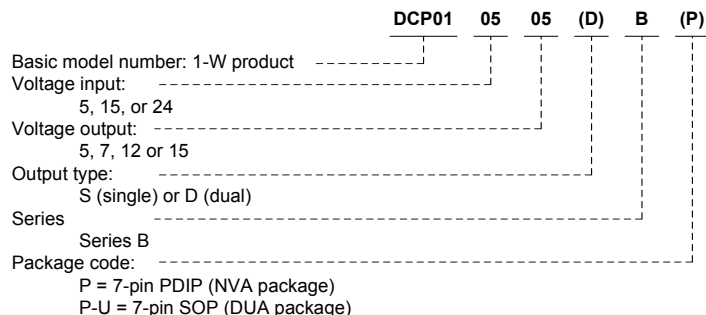 DCP01 05 05 (D) B (P)
Basic model number: 1-W product
Voltage input:
5, 15, or 24
Voltage output:
5, 7, 12 or 15
Output type:
S (single) or D (dual)
Series
Series B
Package code:
P = 7-pin PDIP (NVA package)
P-U = 7-pin SOP (DUA package)